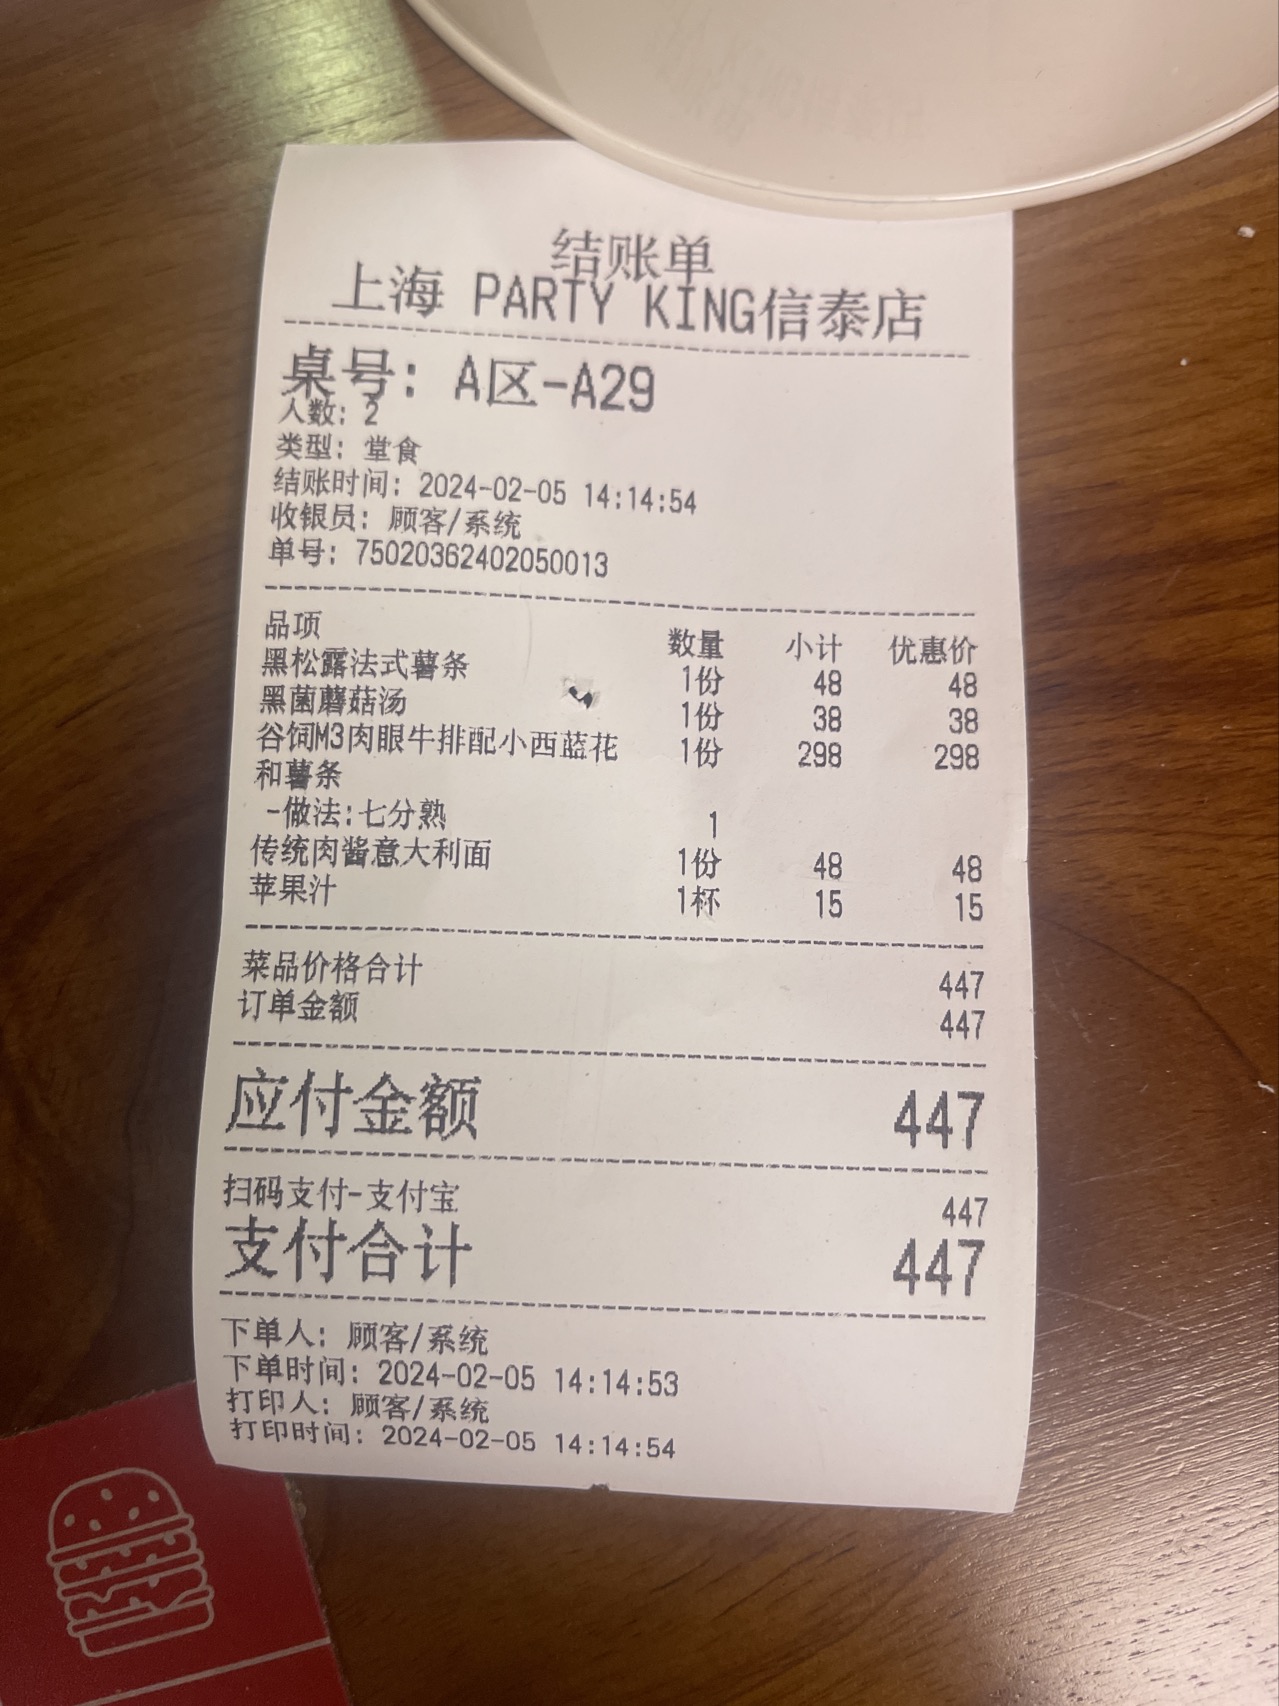 结账单
上海 PARTY KING信泰店
桌号: A区-A29
人数: 2
类型: 堂食
结账时间: 2024-02-05 14:14:54
收银员: 顾客/系统
单号: 75020362402050013
品项 数量 小计 优惠价
黑松露法式薯条 1份 48 48
黑菌蘑菇汤 1份 38 38
谷饲M3肉眼牛排配小西蓝花 1份 298 298
和薯条
-做法:七分熟 1
传统肉酱意大利面 1份 48 48
苹果汁 1杯 15 15
菜品价格合计 447
订单金额 447
应付金额 447
扫码支付-支付宝 447
支付合计 447
下单人: 顾客/系统
下单时间: 2024-02-05 14:14:53
打印人: 顾客/系统
打印时间: 2024-02-05 14:14:54